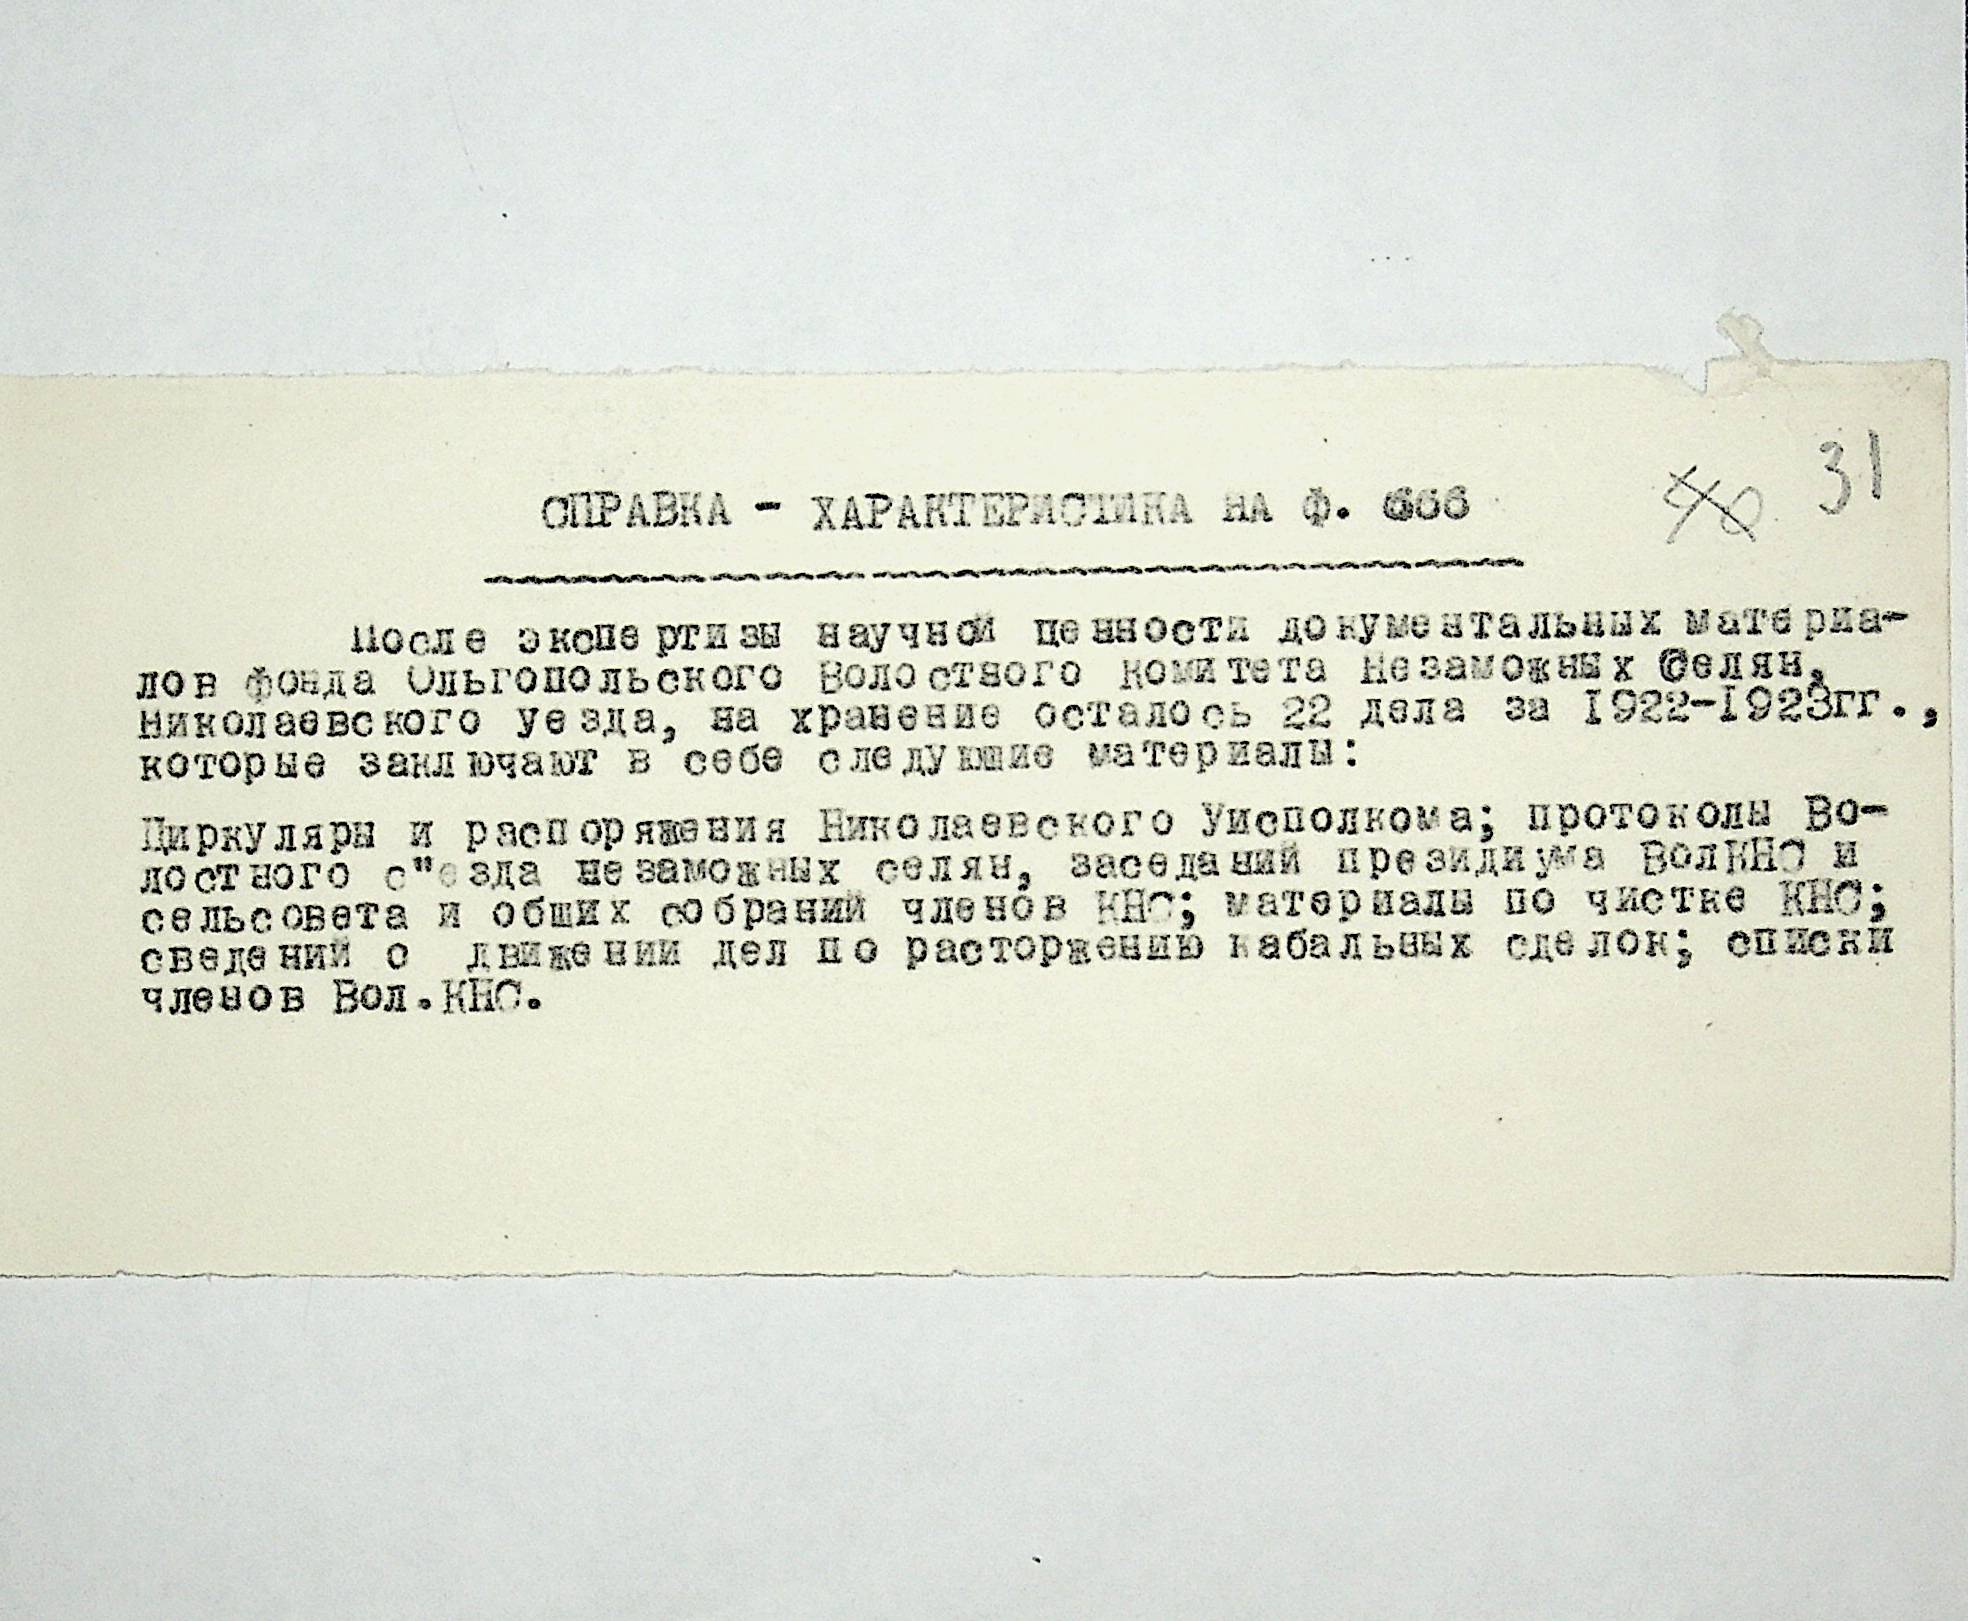 31
40
СПРАВКА - ХАРАКТЕРИСТИКА НА Ф. 666
После экспертизы научной ценности документальных материа-
лов фонда Ольгопольского Волостного Комитета Незаможных Селян,
Николаевского уезда, на хранение осталось 22 дела за 1922-1923гг.,
которые заключают в себе следующие материалы:
Циркуляры и распоряжения Николаевского Уисполкома; протоколы Во-
лостного с"езда незаможных селян, заседаний президиума ВолКНС и
сельсовета и общих собраний членов КНС; материалы по чистке КНС;
сведений о движении дел по расторжению кабальных сделок; списки
членов Вол.КНС.